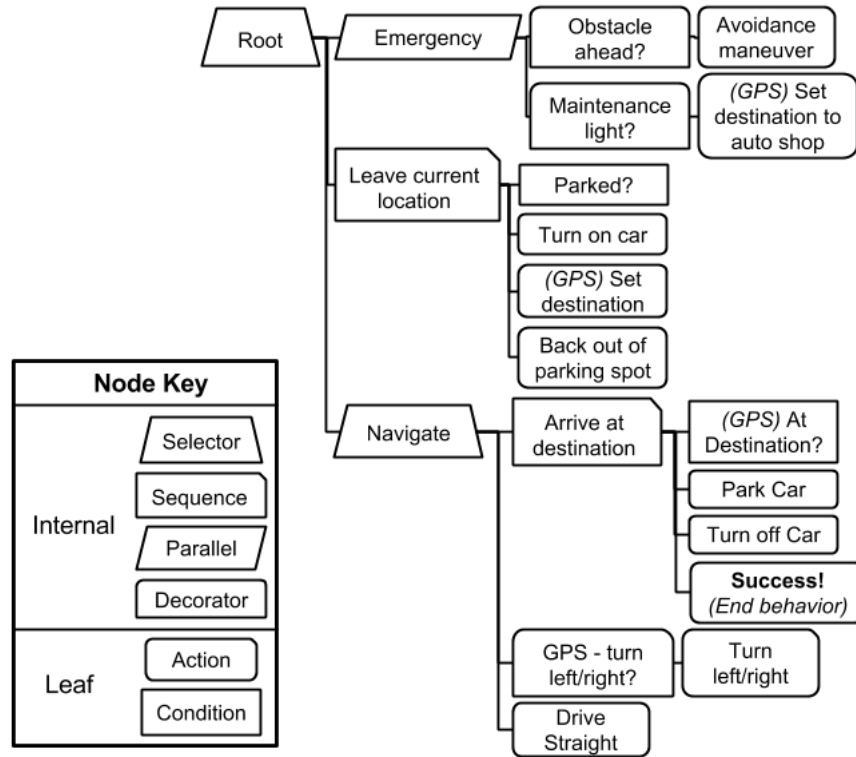 Root
Emergency
Obstacle
ahead?
Avoidance
maneuver
Maintenance
light?
(GPS) Set
destination to
auto shop
Leave current
location
Parked?
Turn on car
(GPS) Set
destination
Back out of
parking spot
Navigate
Arrive at
destination
(GPS) At
Destination?
Park Car
Turn off Car
Success!
(End behavior)
GPS - turn
left/right?
Turn
left/right
Drive
Straight
Node Key
Internal
Selector
Sequence
Parallel
Decorator
Leaf
Action
Condition